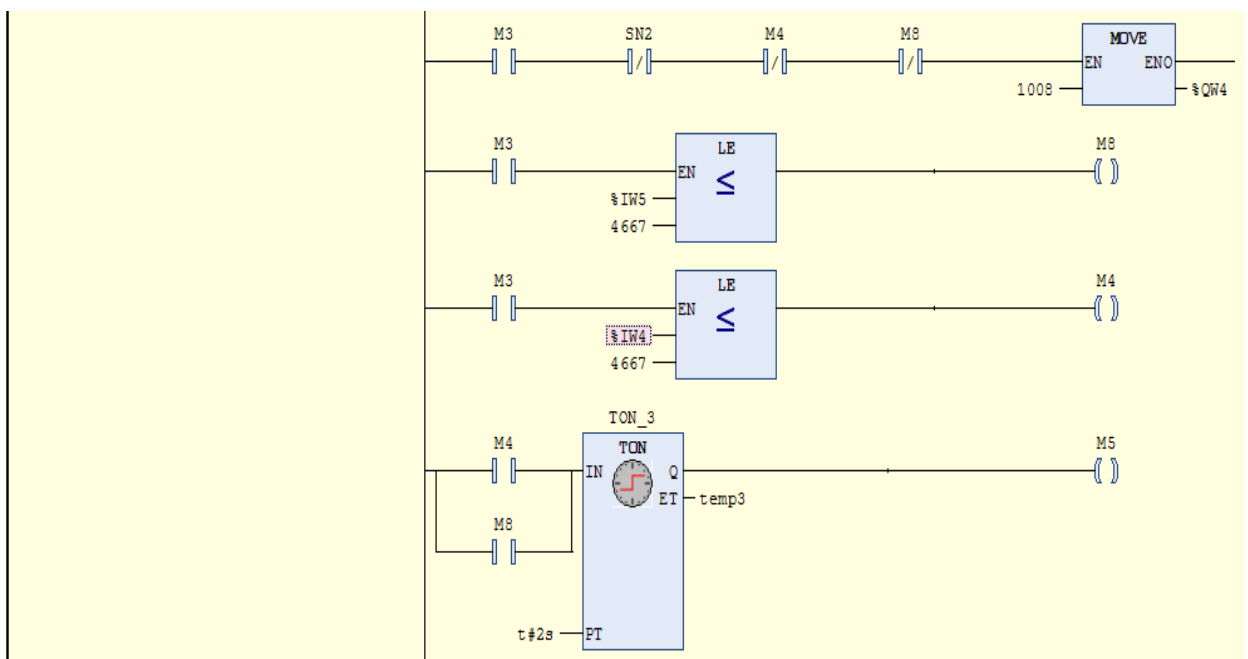 M3 SN2 M4 M8 MOVE
EN ENO
1008 %QW4
M3 LE M8
EN ≤
%IW5
4667
M3 LE M4
EN ≤
%IW4
4667
TON_3
M4 TON M5
IN Q
ET temp3
M8
t#2s PT